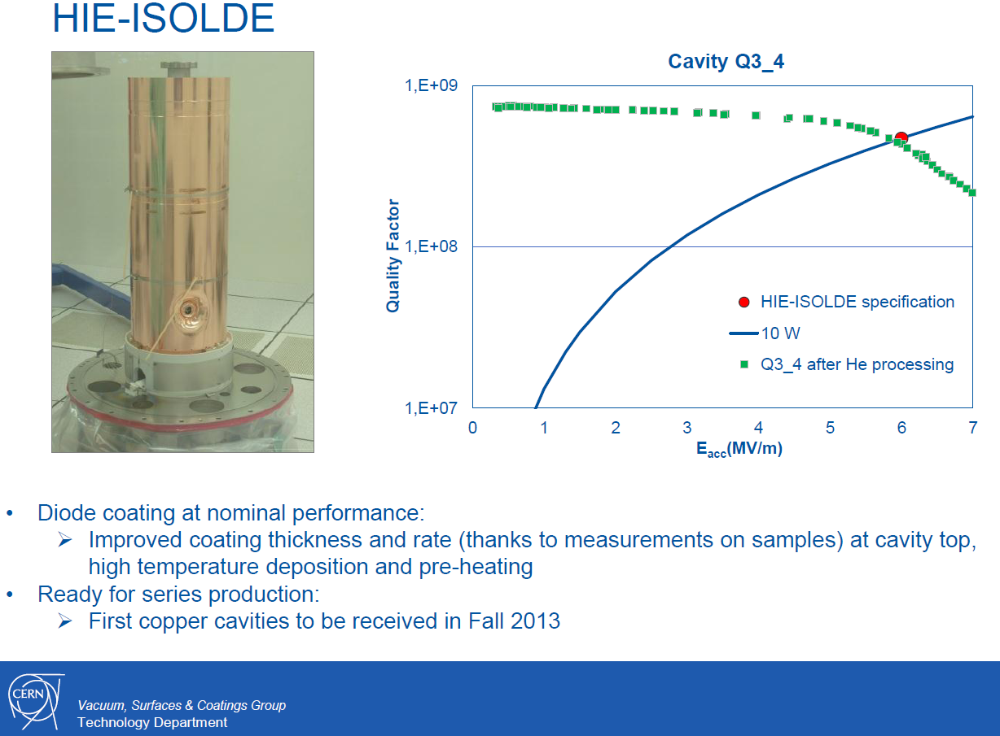 HIE-ISOLDE
Cavity Q3_4
1,E+09
1,E+08
1,E+07
Quality Factor
0 1 2 3 4 5 6 7
Eacc(MV/m)
HIE-ISOLDE specification
10 W
Q3_4 after He processing
• Diode coating at nominal performance:
➢ Improved coating thickness and rate (thanks to measurements on samples) at cavity top,
high temperature deposition and pre-heating
• Ready for series production:
➢ First copper cavities to be received in Fall 2013
CERN
Vacuum, Surfaces & Coatings Group
Technology Department